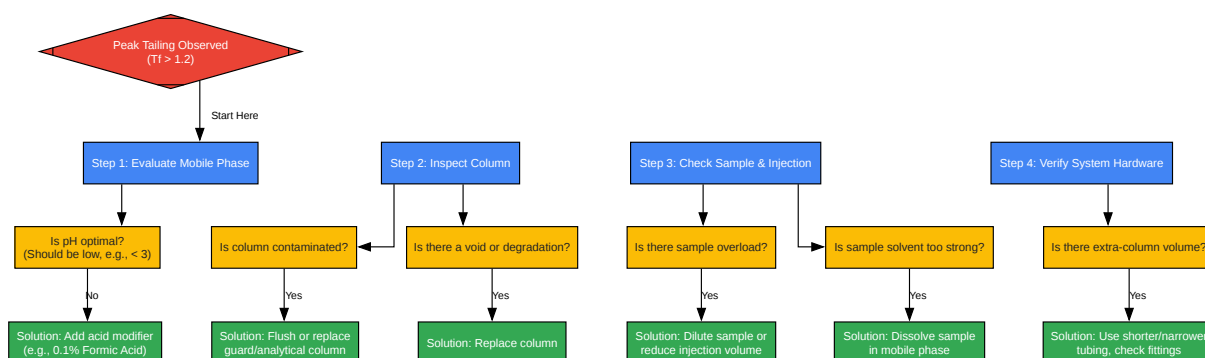 Peak Tailing Observed
(Tf > 1.2)
Start Here
Step 1: Evaluate Mobile Phase
Step 2: Inspect Column
Step 3: Check Sample & Injection
Step 4: Verify System Hardware
Is pH optimal?
(Should be low, e.g., < 3)
Is column contaminated?
Is there a void or degradation?
Is there sample overload?
Is sample solvent too strong?
Is there extra-column volume?
No
Yes
Yes
Yes
Yes
Yes
Solution: Add acid modifier
(e.g., 0.1% Formic Acid)
Solution: Flush or replace
guard/analytical column
Solution: Replace column
Solution: Dilute sample or
reduce injection volume
Solution: Dissolve sample
in mobile phase
Solution: Use shorter/narrower
tubing, check fittings